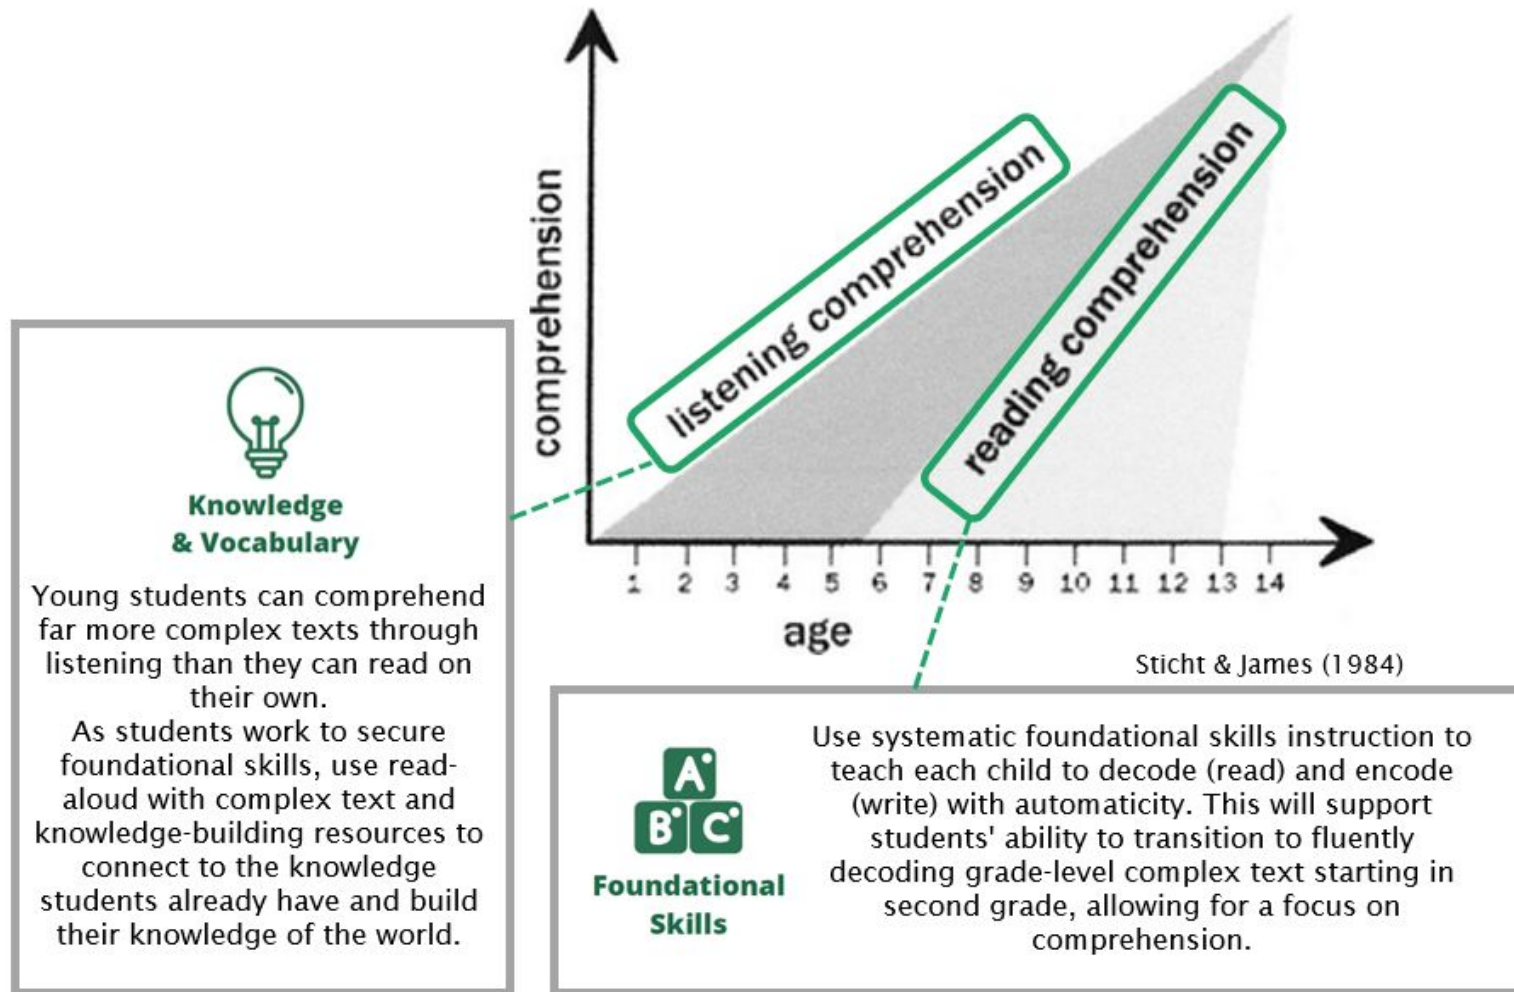 comprehension
listening comprehension
reading comprehension
1 2 3 4 5 6 7 8 9 10 11 12 13 14
age
Sticht & James (1984)
Knowledge
& Vocabulary
Young students can comprehend
far more complex texts through
listening than they can read on
their own.
As students work to secure
foundational skills, use read-
aloud with complex text and
knowledge-building resources to
connect to the knowledge
students already have and build
their knowledge of the world.
A
B C
Foundational
Skills
Use systematic foundational skills instruction to
teach each child to decode (read) and encode
(write) with automaticity. This will support
students' ability to transition to fluently
decoding grade-level complex text starting in
second grade, allowing for a focus on
comprehension.